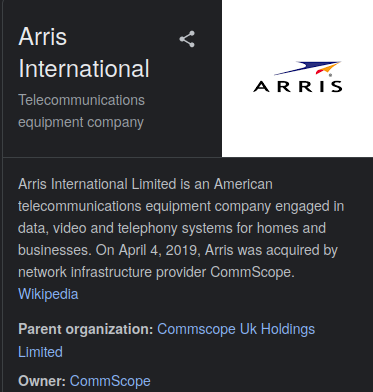 Arris
International
Telecommunications
equipment company
ARRIS
Arris International Limited is an American
telecommunications equipment company engaged in
data, video and telephony systems for homes and
businesses. On April 4, 2019, Arris was acquired by
network infrastructure provider CommScope.
Wikipedia
Parent organization: Commscope Uk Holdings
Limited
Owner: CommScope